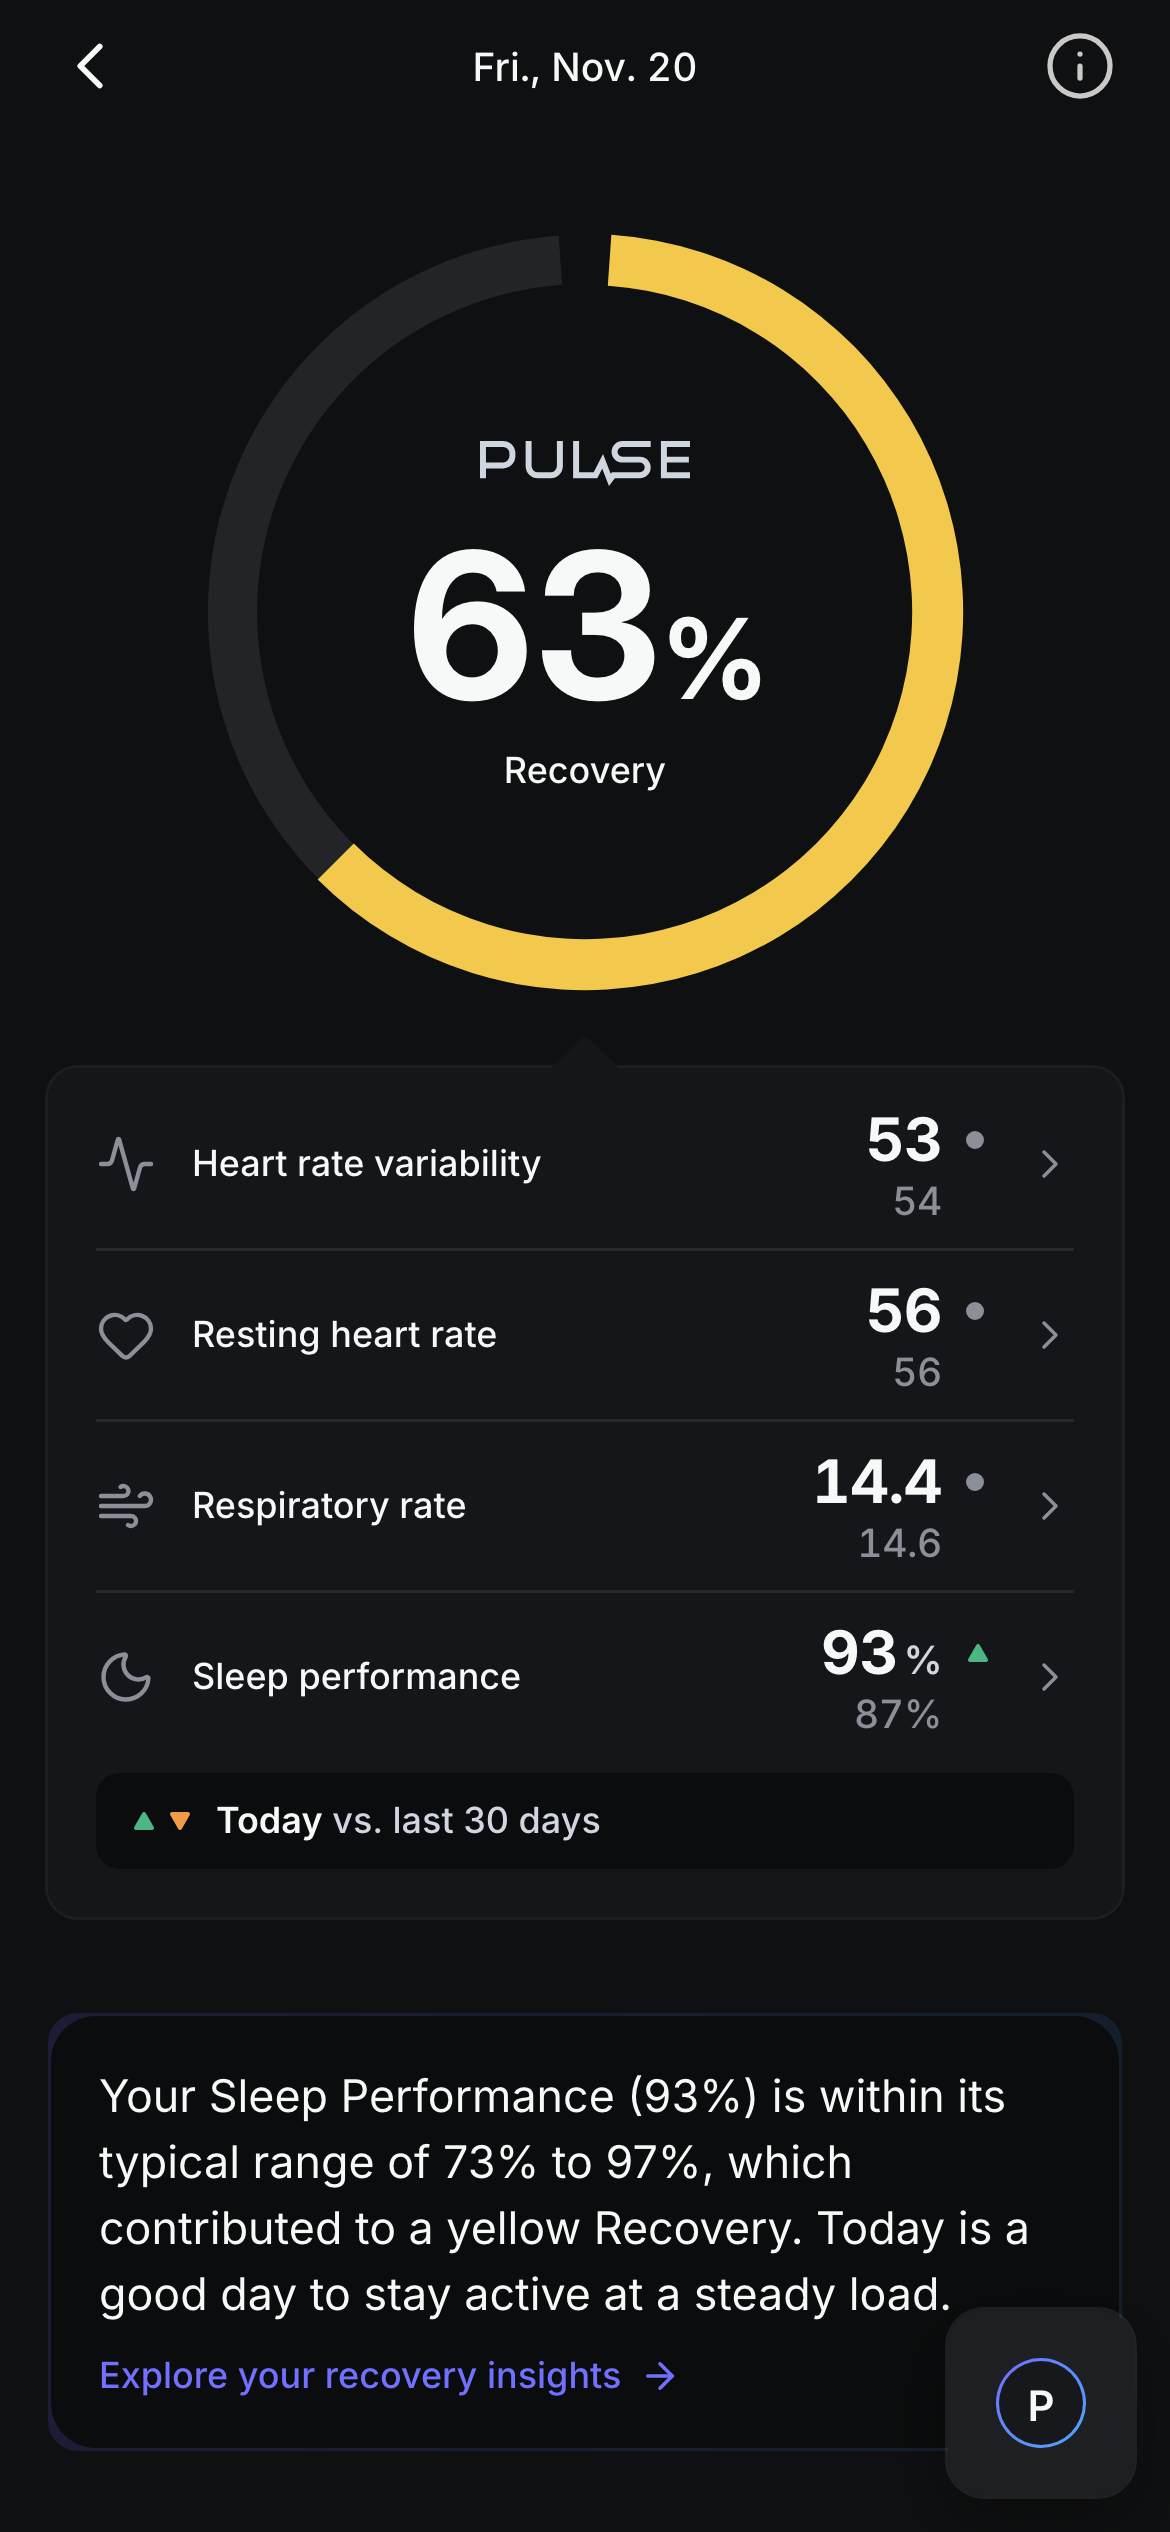 Fri., Nov. 20
PULSE
63%
Recovery
Heart rate variability
53
54
Resting heart rate
56
56
Respiratory rate
14.4
14.6
Sleep performance
93 %
87%
Today vs. last 30 days
Your Sleep Performance (93%) is within its
typical range of 73% to 97%, which
contributed to a yellow Recovery. Today is a
good day to stay active at a steady load.
Explore your recovery insights
P